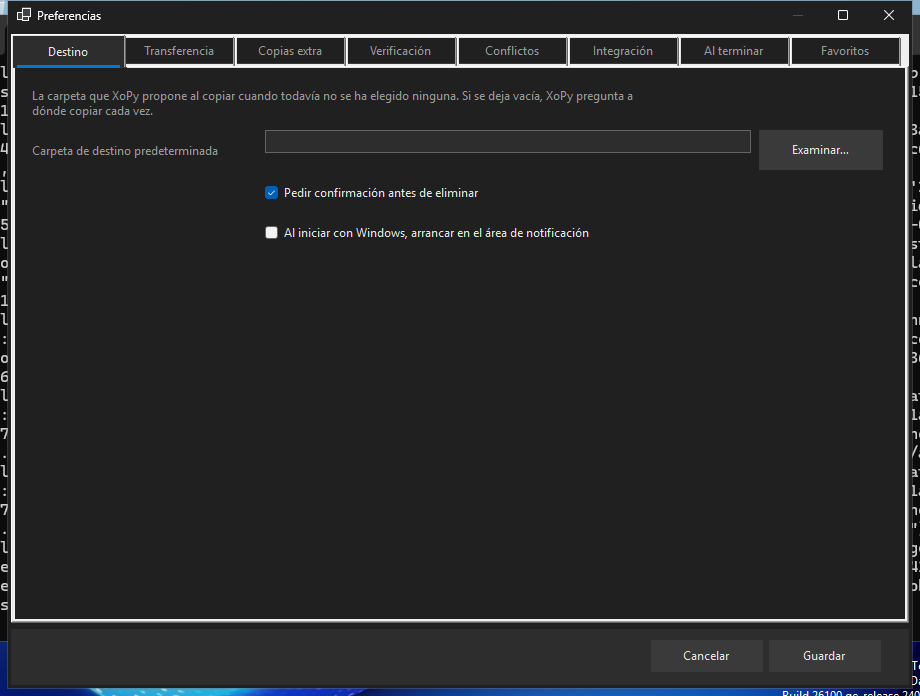 Preferencias
Destino
Transferencia
Copias extra
Verificación
Conflictos
Integración
Al terminar
Favoritos
La carpeta que XoPy propone al copiar cuando todavía no se ha elegido ninguna. Si se deja vacía, XoPy pregunta a
dónde copiar cada vez.
Carpeta de destino predeterminada
Examinar...
Pedir confirmación antes de eliminar
Al iniciar con Windows, arrancar en el área de notificación
Cancelar
Guardar